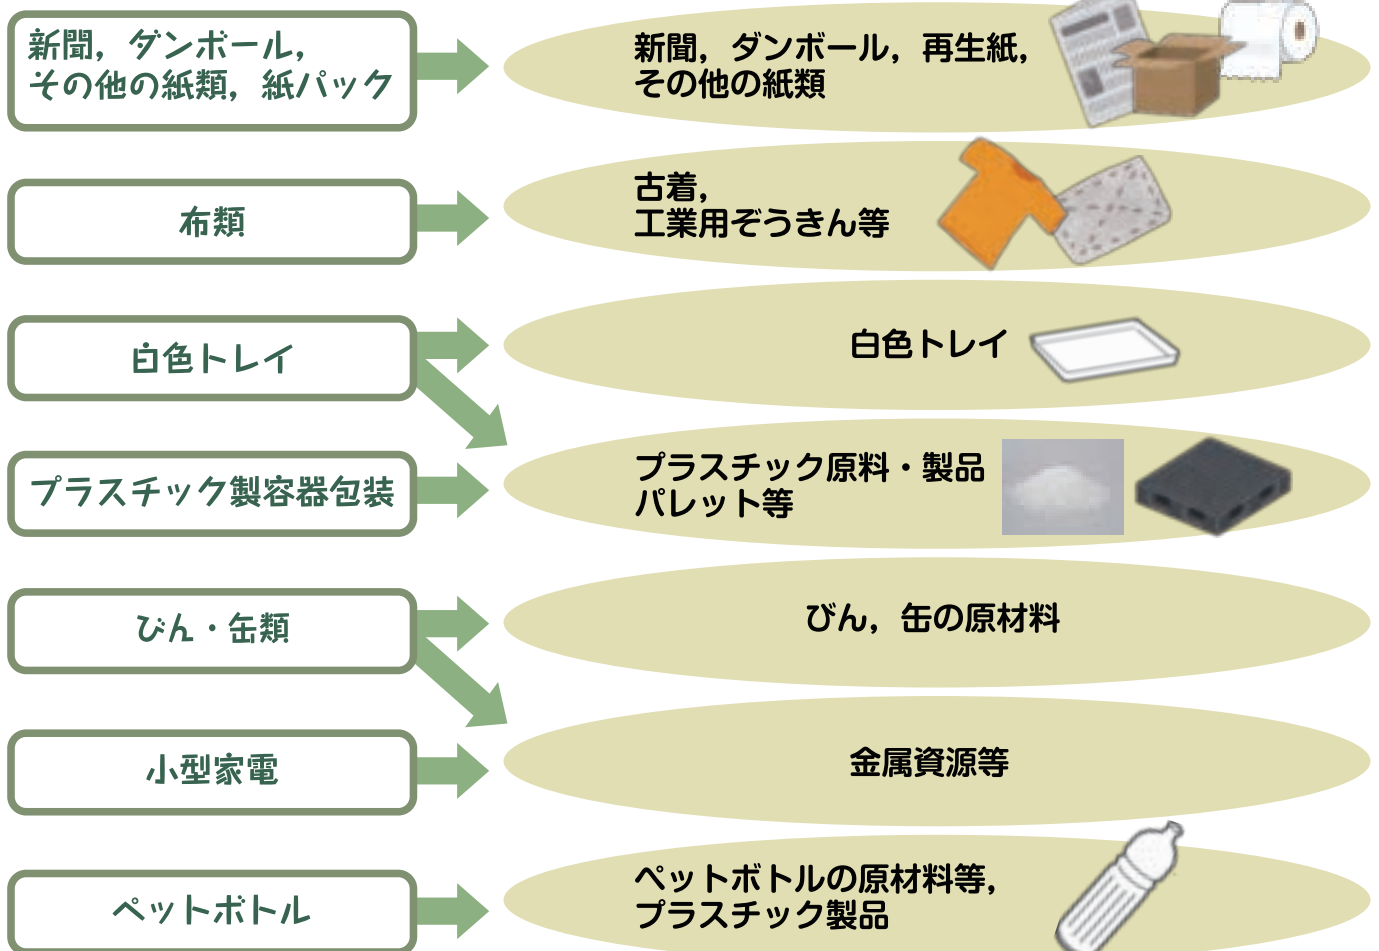 新聞，ダンボール，
その他の紙類，紙パック
新聞，ダンボール，再生紙，
その他の紙類
布類
古着，
工業用ぞうきん等
白色トレイ
白色トレイ
プラスチック製容器包装
プラスチック原料・製品
パレット等
びん・缶類
びん，缶の原材料
小型家電
金属資源等
ペットボトル
ペットボトルの原材料等，
プラスチック製品